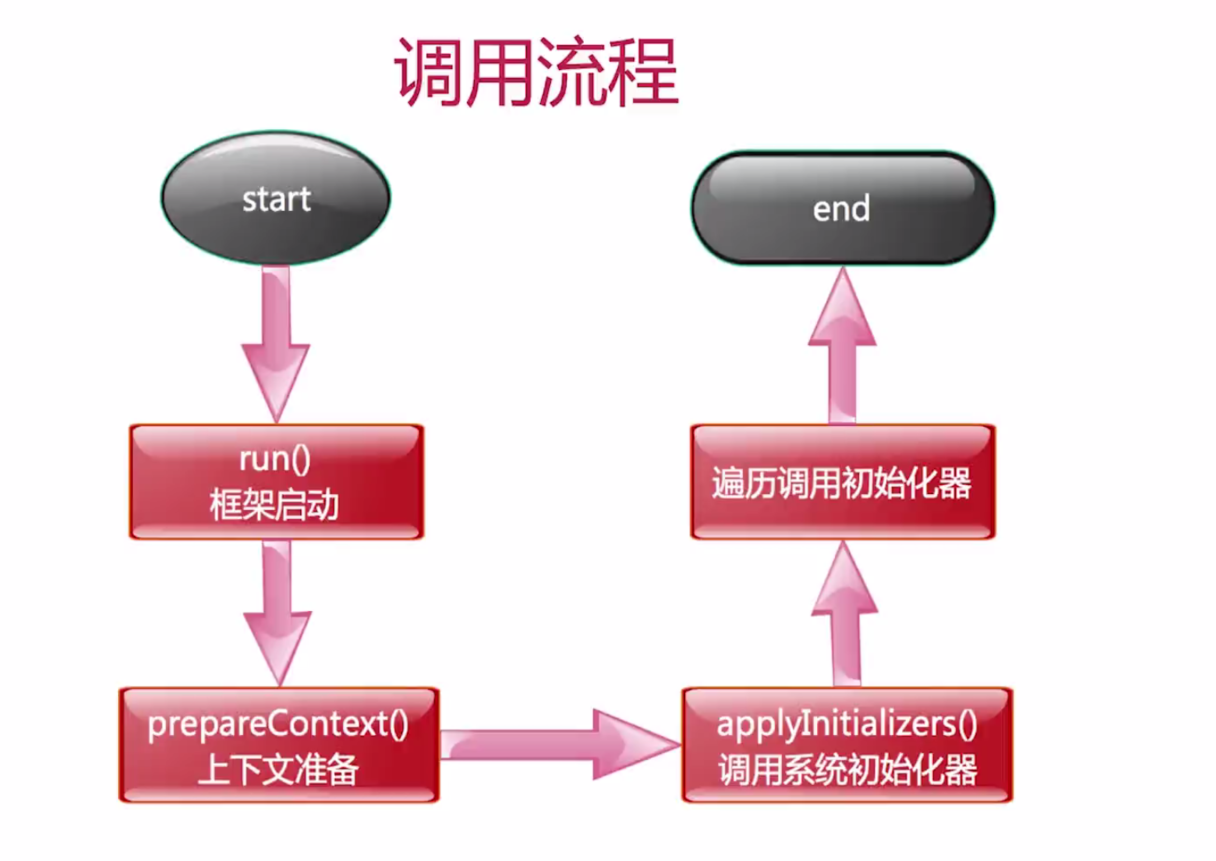 调用流程
start
run()
框架启动
prepareContext()
上下文准备
applyInitializers()
调用系统初始化器
遍历调用初始化器
end